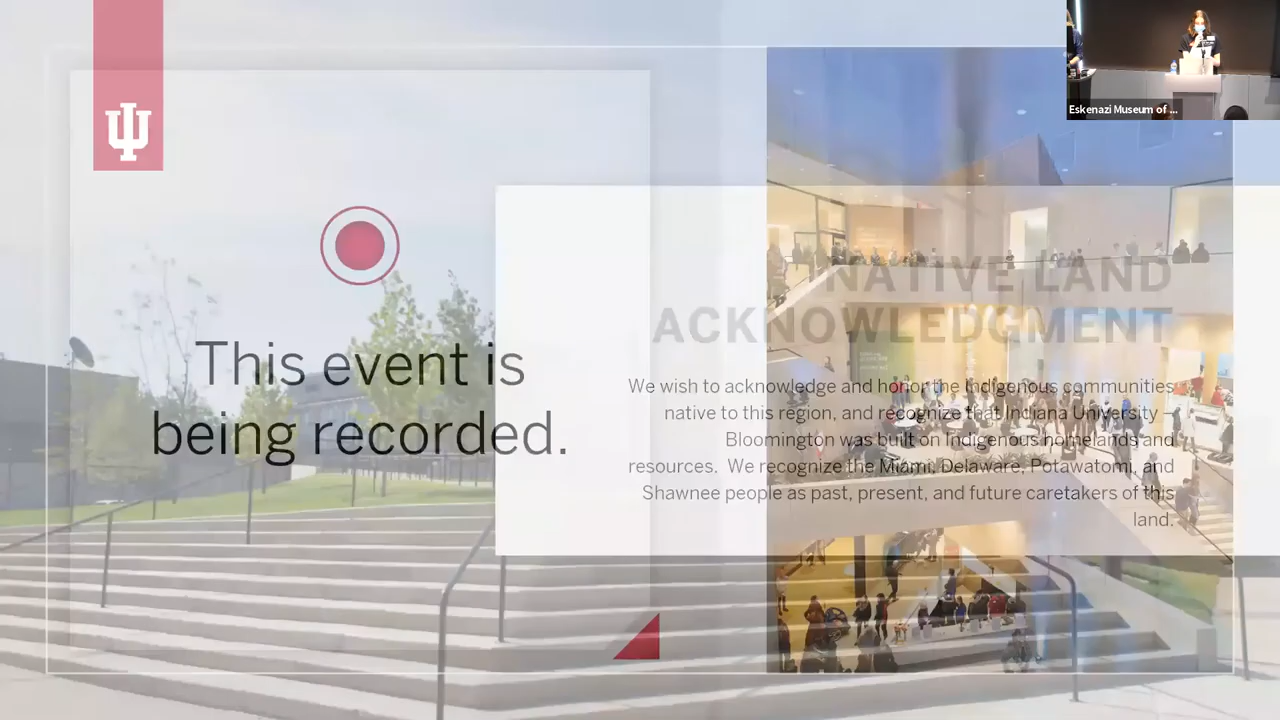 Eskenazi Museum of ...
This event is
being recorded.
NATIVE LAND
ACKNOWLEDGMENT
We wish to acknowledge and honor the Indigenous communities
native to this region, and recognize that Indiana University –
Bloomington was built on Indigenous homelands and
resources. We recognize the Miami, Delaware, Potawatomi, and
Shawnee people as past, present, and future caretakers of this
land.